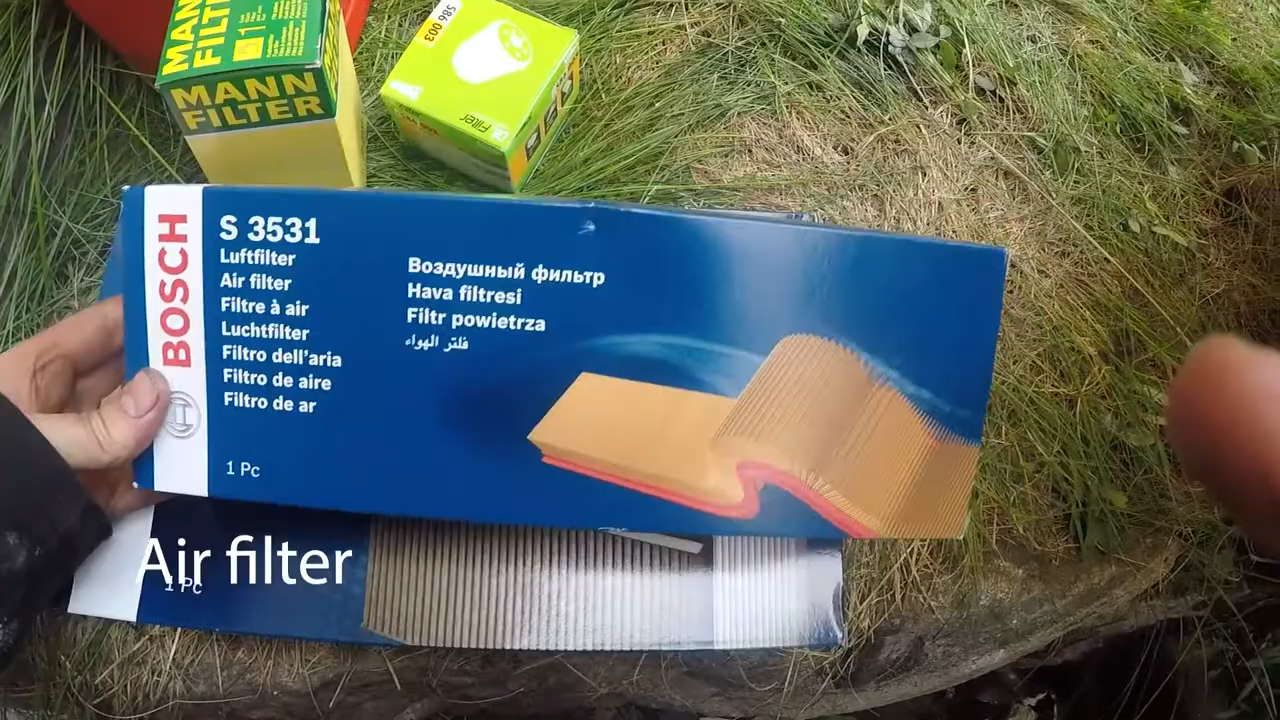 MANN
FILTER
MANN
FILTER
586 003
Filter
BOSCH
S 3531
Luftfilter
Air filter
Filtre à air
Luchtfilter
Filtro dell'aria
Filtro de aire
Filtro de ar
Воздушный фильтр
Hava filtresi
Filtr powietrza
فلتر الهواء
1 Pc
Air filter
1 Pc